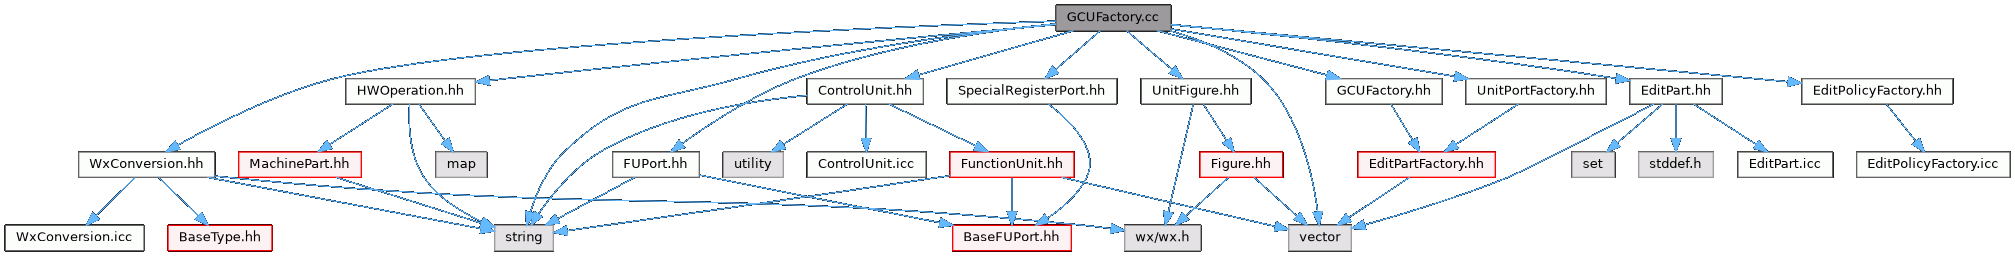 GCUFactory.cc
HWOperation.hh
ControlUnit.hh
SpecialRegisterPort.hh
UnitFigure.hh
GCUFactory.hh
UnitPortFactory.hh
EditPart.hh
EditPolicyFactory.hh
WxConversion.hh
MachinePart.hh
map
FUPort.hh
utility
ControlUnit.icc
FunctionUnit.hh
Figure.hh
EditPartFactory.hh
set
stddef.h
EditPart.icc
EditPolicyFactory.icc
WxConversion.icc
BaseType.hh
string
BaseFUPort.hh
wx/wx.h
vector